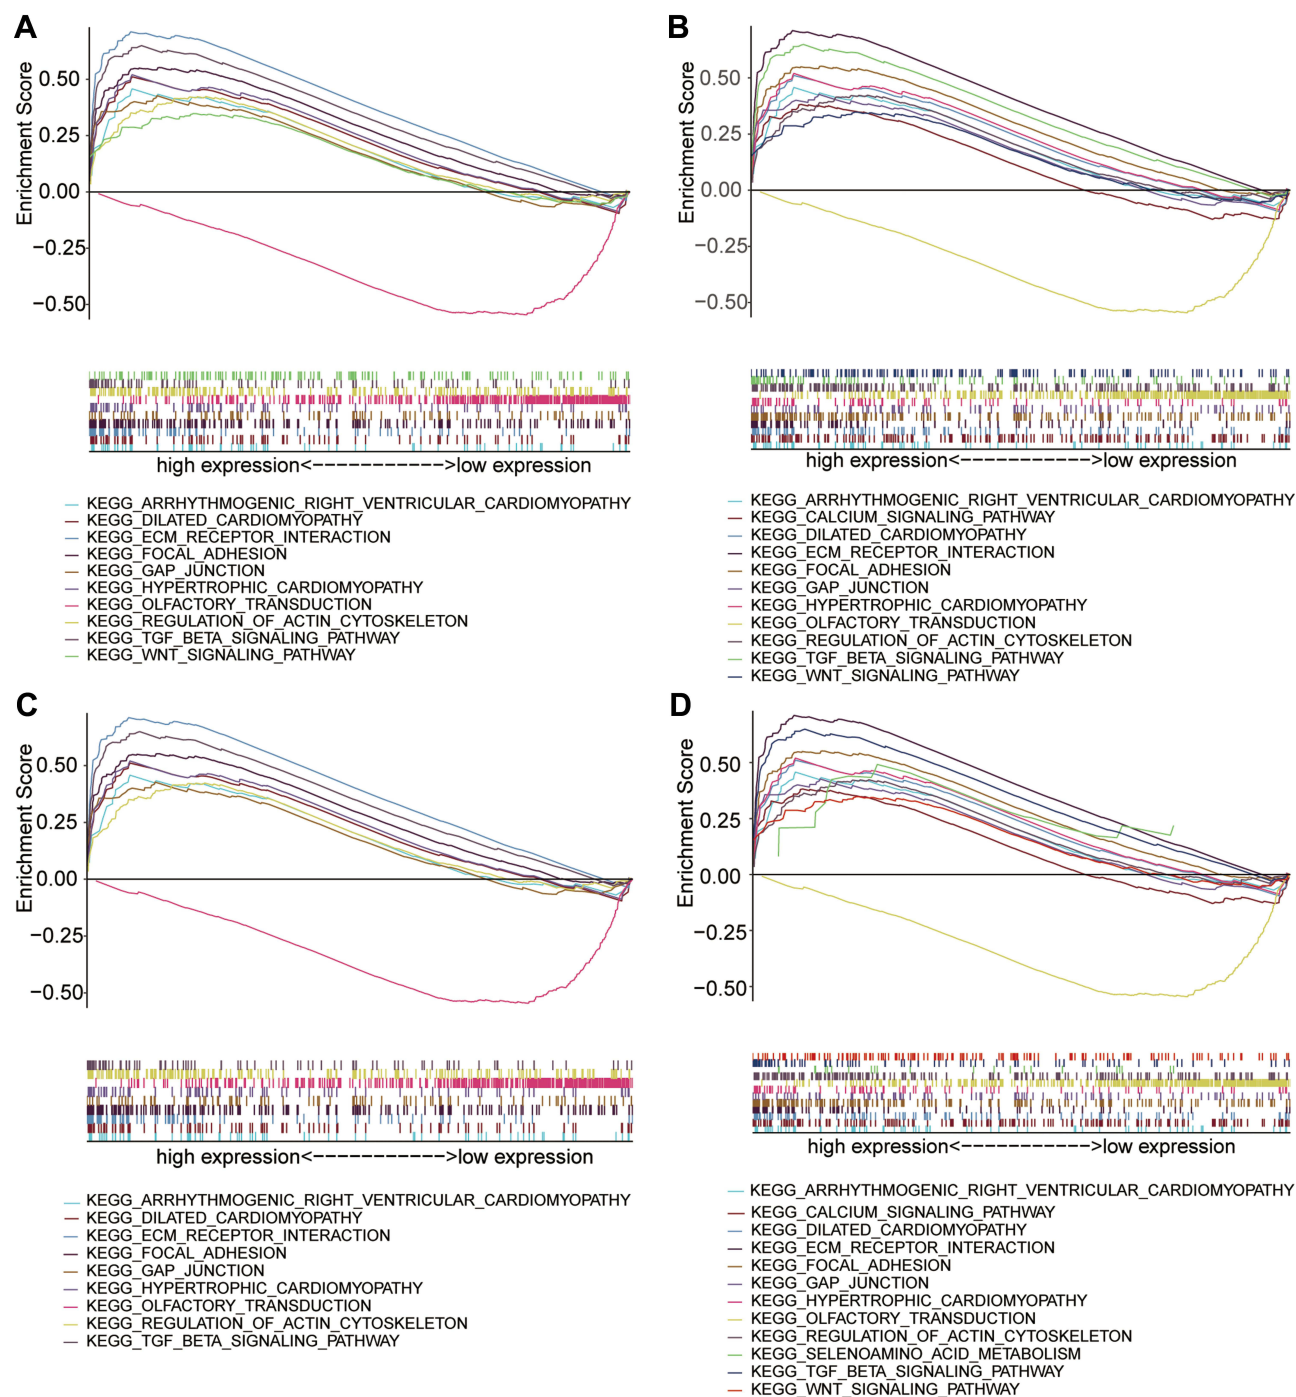 A
Enrichment Score
0.50
0.25
0.00
−0.25
−0.50
high expression<------------>low expression
KEGG_ARRHYTHMOGENIC_RIGHT_VENTRICULAR_CARDIOMYOPATHY
KEGG_DILATED_CARDIOMYOPATHY
KEGG_ECM_RECEPTOR_INTERACTION
KEGG_FOCAL_ADHESION
KEGG_GAP_JUNCTION
KEGG_HYPERTROPHIC_CARDIOMYOPATHY
KEGG_OLFACTORY_TRANSDUCTION
KEGG_REGULATION_OF_ACTIN_CYTOSKELETON
KEGG_TGF_BETA_SIGNALING_PATHWAY
KEGG_WNT_SIGNALING_PATHWAY
B
Enrichment Score
0.50
0.25
0.00
−0.25
−0.50
high expression<------------>low expression
KEGG_ARRHYTHMOGENIC_RIGHT_VENTRICULAR_CARDIOMYOPATHY
KEGG_CALCIUM_SIGNALING_PATHWAY
KEGG_DILATED_CARDIOMYOPATHY
KEGG_ECM_RECEPTOR_INTERACTION
KEGG_FOCAL_ADHESION
KEGG_GAP_JUNCTION
KEGG_HYPERTROPHIC_CARDIOMYOPATHY
KEGG_OLFACTORY_TRANSDUCTION
KEGG_REGULATION_OF_ACTIN_CYTOSKELETON
KEGG_TGF_BETA_SIGNALING_PATHWAY
KEGG_WNT_SIGNALING_PATHWAY
C
Enrichment Score
0.50
0.25
0.00
−0.25
−0.50
high expression<------------>low expression
KEGG_ARRHYTHMOGENIC_RIGHT_VENTRICULAR_CARDIOMYOPATHY
KEGG_DILATED_CARDIOMYOPATHY
KEGG_ECM_RECEPTOR_INTERACTION
KEGG_FOCAL_ADHESION
KEGG_GAP_JUNCTION
KEGG_HYPERTROPHIC_CARDIOMYOPATHY
KEGG_OLFACTORY_TRANSDUCTION
KEGG_REGULATION_OF_ACTIN_CYTOSKELETON
KEGG_TGF_BETA_SIGNALING_PATHWAY
D
Enrichment Score
0.50
0.25
0.00
−0.25
−0.50
high expression<------------>low expression
KEGG_ARRHYTHMOGENIC_RIGHT_VENTRICULAR_CARDIOMYOPATHY
KEGG_CALCIUM_SIGNALING_PATHWAY
KEGG_DILATED_CARDIOMYOPATHY
KEGG_ECM_RECEPTOR_INTERACTION
KEGG_FOCAL_ADHESION
KEGG_GAP_JUNCTION
KEGG_HYPERTROPHIC_CARDIOMYOPATHY
KEGG_OLFACTORY_TRANSDUCTION
KEGG_REGULATION_OF_ACTIN_CYTOSKELETON
KEGG_SELENOAMINO_ACID_METABOLISM
KEGG_TGF_BETA_SIGNALING_PATHWAY
KEGG_WNT_SIGNALING_PATHWAY